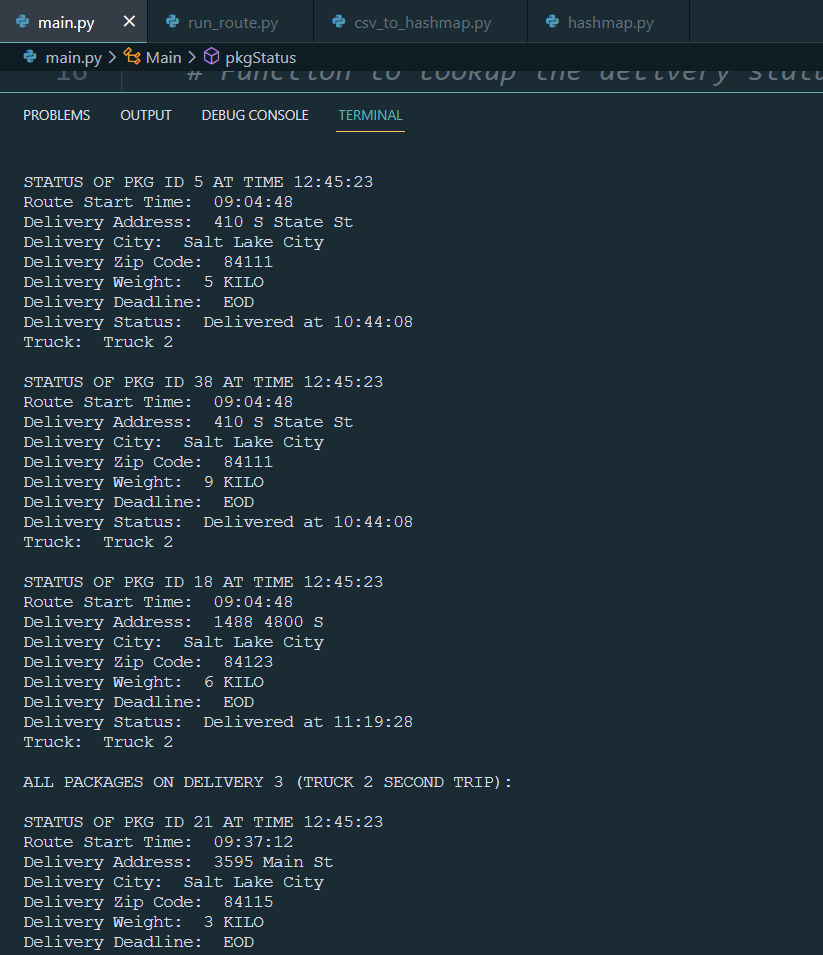 main.py
run_route.py
csv_to_hashmap.py
hashmap.py
main.py > Main > pkgStatus
16 # Function to lookup the delivery statu
PROBLEMS OUTPUT DEBUG CONSOLE TERMINAL
STATUS OF PKG ID 5 AT TIME 12:45:23
Route Start Time:  09:04:48
Delivery Address:  410 S State St
Delivery City:  Salt Lake City
Delivery Zip Code:  84111
Delivery Weight:  5 KILO
Delivery Deadline:  EOD
Delivery Status:  Delivered at 10:44:08
Truck:  Truck 2
STATUS OF PKG ID 38 AT TIME 12:45:23
Route Start Time:  09:04:48
Delivery Address:  410 S State St
Delivery City:  Salt Lake City
Delivery Zip Code:  84111
Delivery Weight:  9 KILO
Delivery Deadline:  EOD
Delivery Status:  Delivered at 10:44:08
Truck:  Truck 2
STATUS OF PKG ID 18 AT TIME 12:45:23
Route Start Time:  09:04:48
Delivery Address:  1488 4800 S
Delivery City:  Salt Lake City
Delivery Zip Code:  84123
Delivery Weight:  6 KILO
Delivery Deadline:  EOD
Delivery Status:  Delivered at 11:19:28
Truck:  Truck 2
ALL PACKAGES ON DELIVERY 3 (TRUCK 2 SECOND TRIP):
STATUS OF PKG ID 21 AT TIME 12:45:23
Route Start Time:  09:37:12
Delivery Address:  3595 Main St
Delivery City:  Salt Lake City
Delivery Zip Code:  84115
Delivery Weight:  3 KILO
Delivery Deadline:  EOD